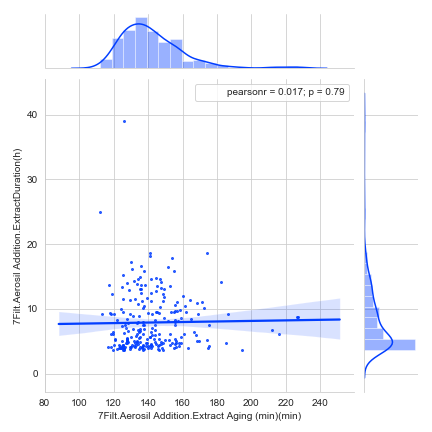 pearsonr = 0.017; p = 0.79
40
30
20
10
0
7Filt.Aerosil Addition.ExtractDuration(h)
80 100 120 140 160 180 200 220 240
7Filt.Aerosil Addition.Extract Aging (min)(min)